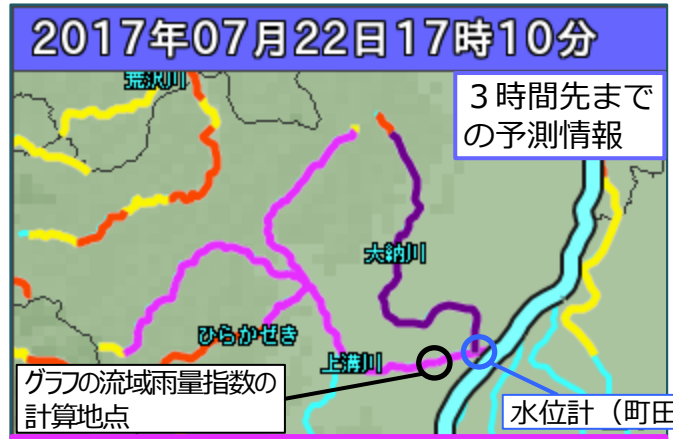 2017年07月22日17時10分
荒沢川
３時間先まで
の予測情報
大納川
ひらかぜき
上溝川
グラフの流域雨量指数の
計算地点
水位計（町田